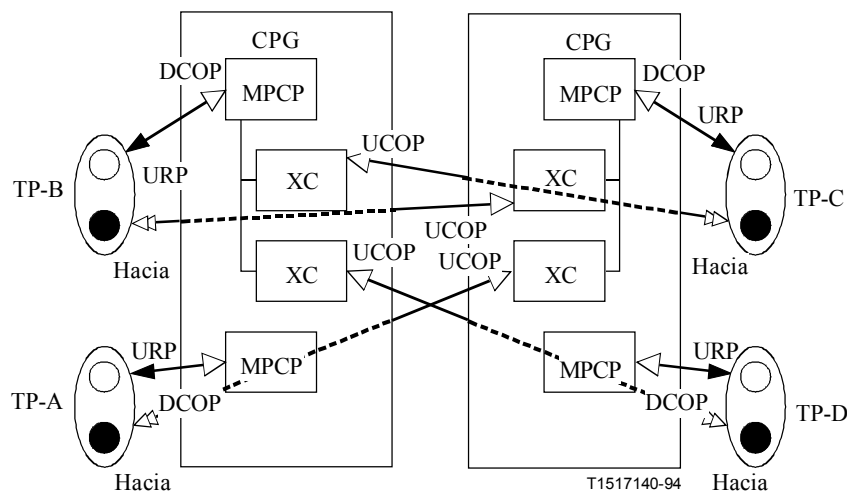 CPG CPG
DCOP DCOP
MPCP MPCP
URP
UCOP
URP
TP-B XC XC TP-C
UCOP
Hacia UCOP UCOP Hacia
XC XC
URP URP
MPCP MPCP
TP-A DCOP DCOP TP-D
Hacia T1517140-94 Hacia